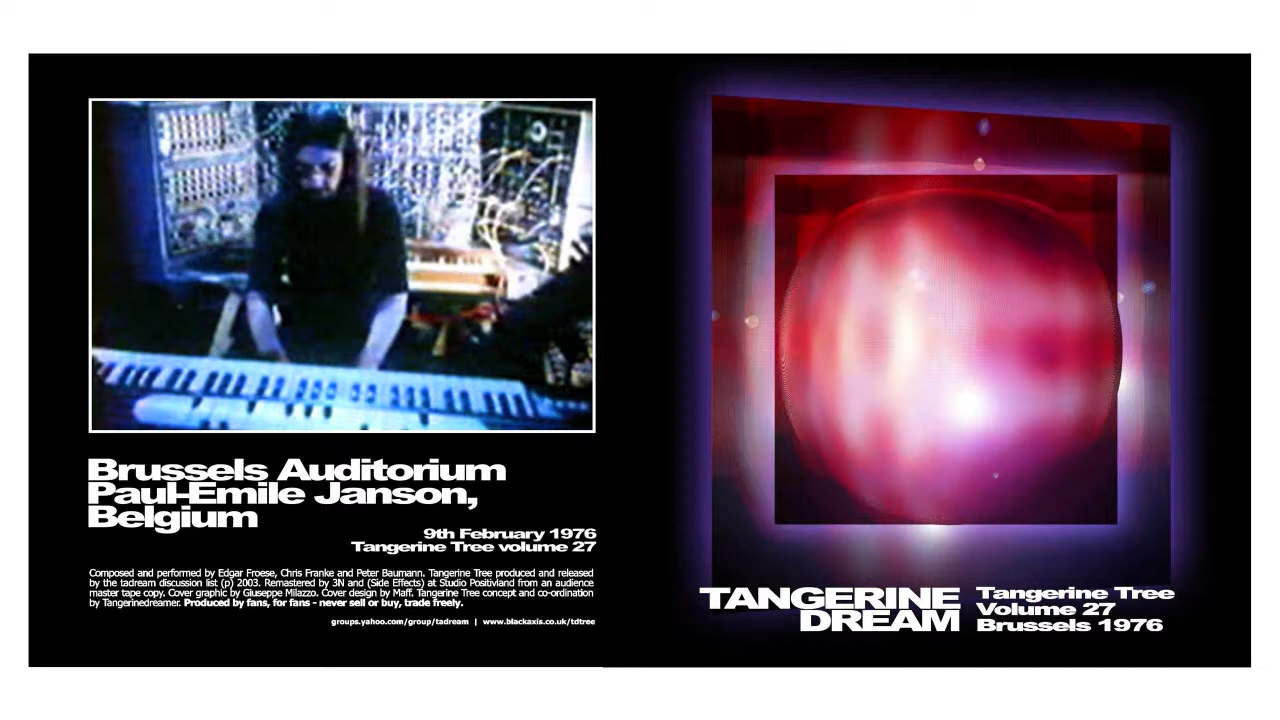 Brussels Auditorium
Paul-Emile Janson,
Belgium
9th February 1976
Tangerine Tree volume 27
Composed and performed by Edgar Froese, Chris Franke and Peter Baumann. Tangerine Tree produced and released
by the tadream discussion list (p) 2003. Remastered by 3N and (Side Effects) at Studio Positivland from an audience
master tape copy. Cover graphic by Giuseppe Milazzo. Cover design by Maff. Tangerine Tree concept and co-ordination
by Tangerinedreamer. Produced by fans, for fans - never sell or buy, trade freely.
groups.yahoo.com/group/tadream | www.blackaxis.co.uk/tdtree
TANGERINE
DREAM
Tangerine Tree
Volume 27
Brussels 1976